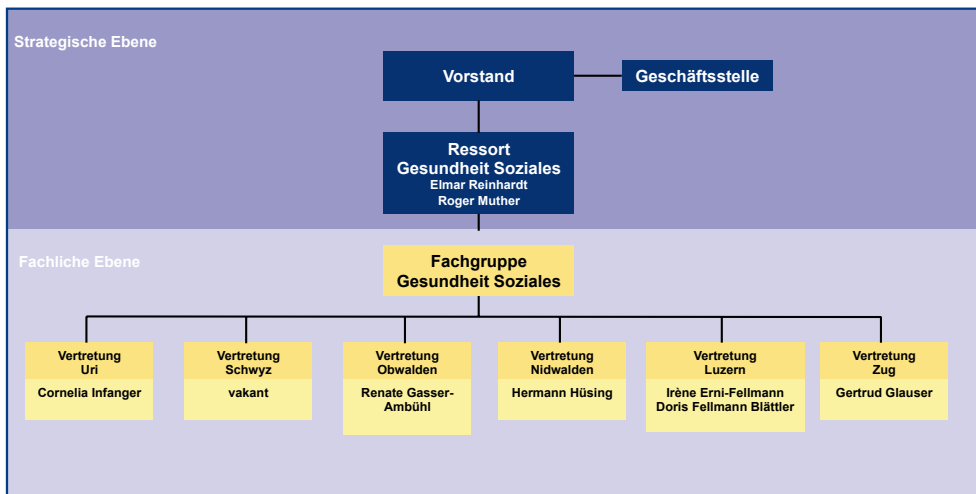 Strategische Ebene
Vorstand
Geschäftsstelle
Ressort
Gesundheit Soziales
Elmar Reinhardt
Roger Muther
Fachliche Ebene
Fachgruppe
Gesundheit Soziales
Vertretung
Uri
Cornelia Infanger
Vertretung
Schwyz
vakant
Vertretung
Obwalden
Renate Gasser-
Ambühl
Vertretung
Nidwalden
Hermann Hüsing
Vertretung
Luzern
Irène Erni-Fellmann
Doris Fellmann Blättler
Vertretung
Zug
Gertrud Glauser